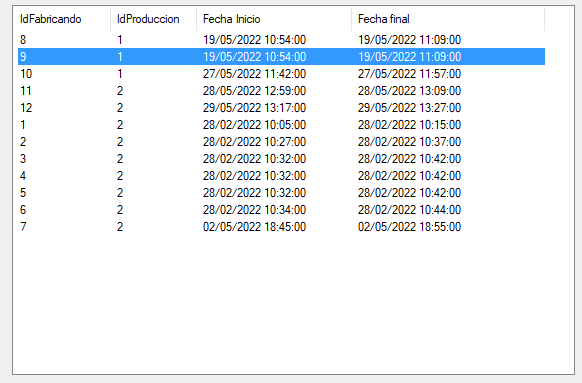 IdFabricando IdProduccion Fecha Inicio Fecha final
8 1 19/05/2022 10:54:00 19/05/2022 11:09:00
9 1 19/05/2022 10:54:00 19/05/2022 11:09:00
10 1 27/05/2022 11:42:00 27/05/2022 11:57:00
11 2 28/05/2022 12:59:00 28/05/2022 13:09:00
12 2 29/05/2022 13:17:00 29/05/2022 13:27:00
1 2 28/02/2022 10:05:00 28/02/2022 10:15:00
2 2 28/02/2022 10:27:00 28/02/2022 10:37:00
3 2 28/02/2022 10:32:00 28/02/2022 10:42:00
4 2 28/02/2022 10:32:00 28/02/2022 10:42:00
5 2 28/02/2022 10:32:00 28/02/2022 10:42:00
6 2 28/02/2022 10:34:00 28/02/2022 10:44:00
7 2 02/05/2022 18:45:00 02/05/2022 18:55:00